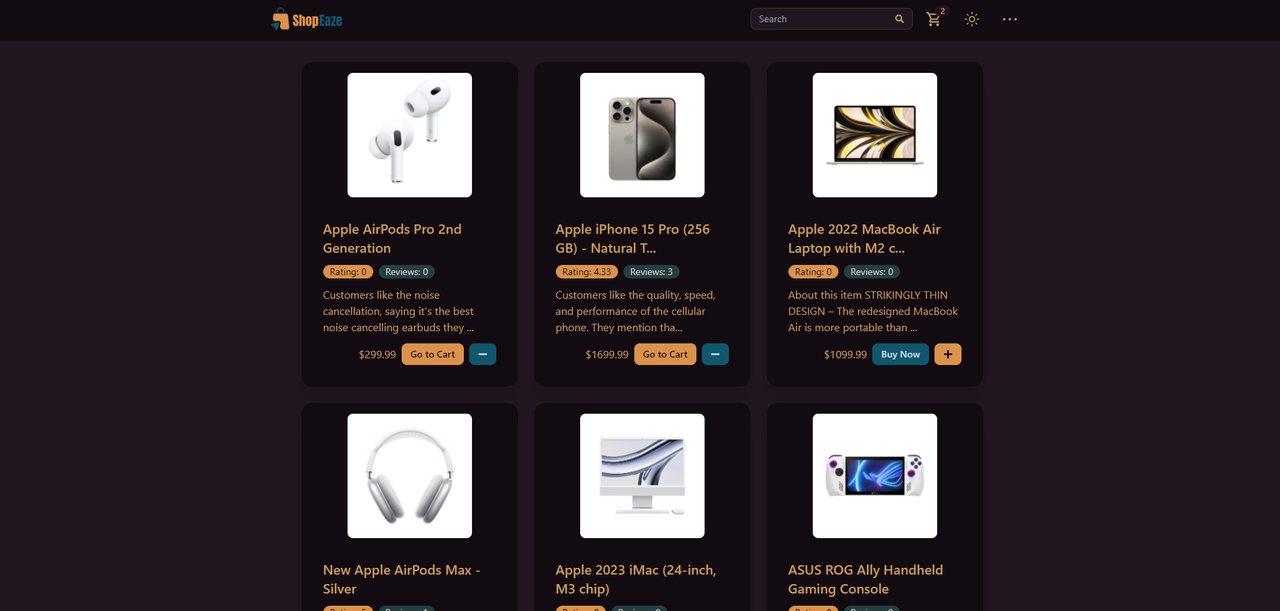 ShopEaze
Search
2
Apple AirPods Pro 2nd
Generation
Rating: 0 Reviews: 0
Customers like the noise
cancellation, saying it's the best
noise cancelling earbuds they ...
$299.99 Go to Cart −
Apple iPhone 15 Pro (256
GB) - Natural T...
Rating: 4.33 Reviews: 3
Customers like the quality, speed,
and performance of the cellular
phone. They mention tha...
$1699.99 Go to Cart −
Apple 2022 MacBook Air
Laptop with M2 c...
Rating: 0 Reviews: 0
About this item STRIKINGLY THIN
DESIGN – The redesigned MacBook
Air is more portable than ...
$1099.99 Buy Now +
New Apple AirPods Max -
Silver
Apple 2023 iMac (24-inch,
M3 chip)
ASUS ROG Ally Handheld
Gaming Console